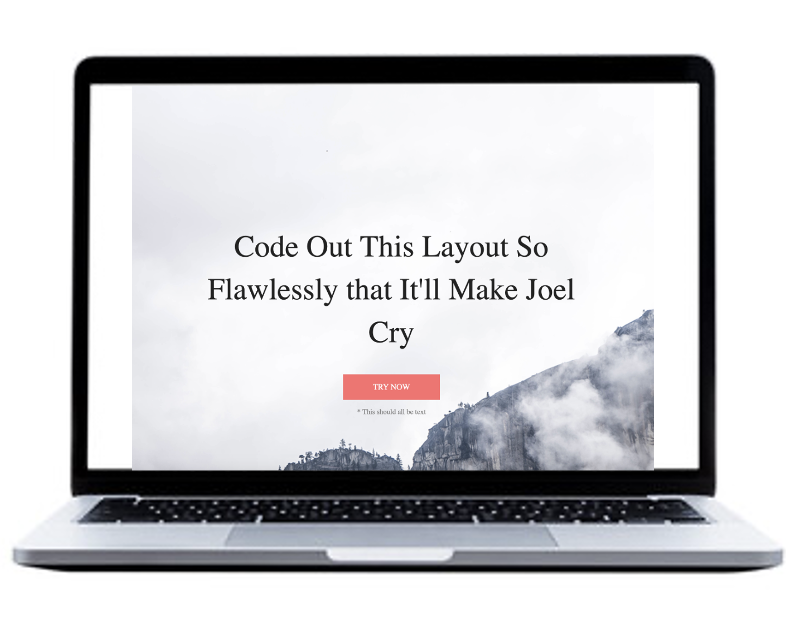 Code Out This Layout So
Flawlessly that It'll Make Joel
Cry
TRY NOW
* This should all be text